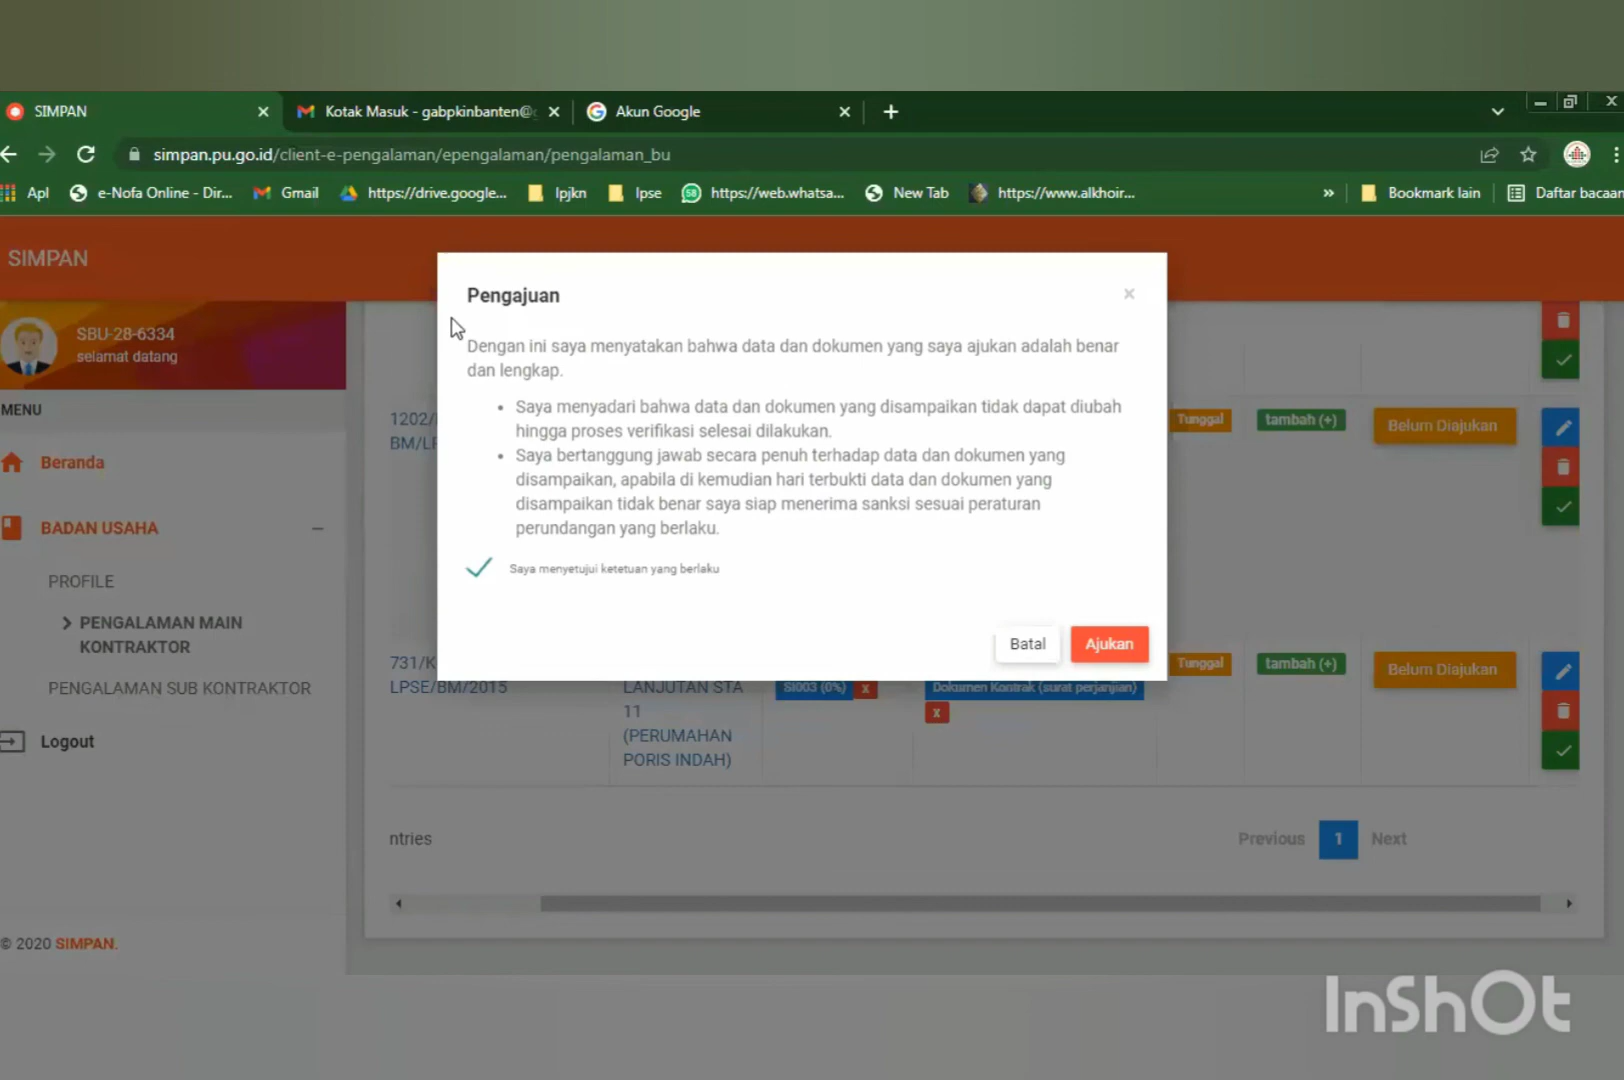 SIMPAN
Kotak Masuk - gabpkinbanten@
Akun Google
simpan.pu.go.id/client-e-pengalaman/epengalaman/pengalaman_bu
Apl
e-Nofa Online - Dir...
Gmail
https://drive.google...
lpjkn
lpse
58
https://web.whatsa...
New Tab
https://www.alkhoir...
»
Bookmark lain
Daftar bacaan
SIMPAN
SBU-28-6334
selamat datang
MENU
Beranda
BADAN USAHA
PROFILE
PENGALAMAN MAIN
KONTRAKTOR
PENGALAMAN SUB KONTRAKTOR
Logout
© 2020 SIMPAN.
Pengajuan
×
Dengan ini saya menyatakan bahwa data dan dokumen yang saya ajukan adalah benar
dan lengkap.
• Saya menyadari bahwa data dan dokumen yang disampaikan tidak dapat diubah
hingga proses verifikasi selesai dilakukan.
• Saya bertanggung jawab secara penuh terhadap data dan dokumen yang
disampaikan, apabila di kemudian hari terbukti data dan dokumen yang
disampaikan tidak benar saya siap menerima sanksi sesuai peraturan
perundangan yang berlaku.
Saya menyetujui ketetuan yang berlaku
Batal
Ajukan
1202/
BM/LP
Tunggal
tambah (+)
Belum Diajukan
731/K
LPSE/BM/2015
LANJUTAN STA
11
(PERUMAHAN
PORIS INDAH)
SI003 (0%) x
Dokumen Kontrak (surat perjanjian)
x
Tunggal
tambah (+)
Belum Diajukan
ntries
Previous
1
Next
InShOt